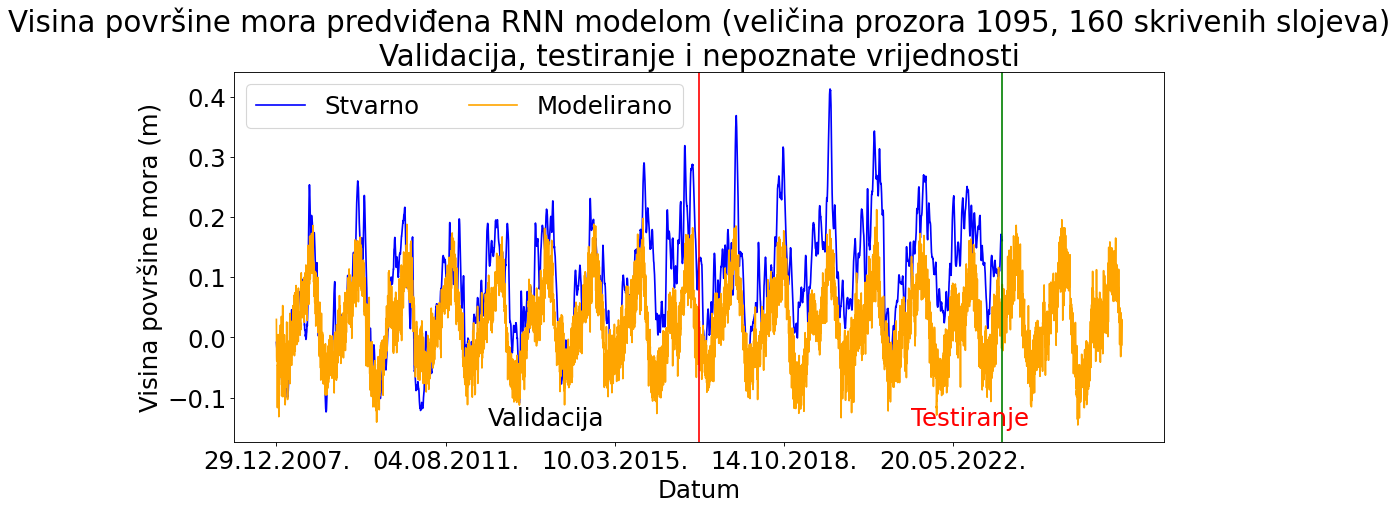 Visina površine mora predviđena RNN modelom (veličina prozora 1095, 160 skrivenih slojeva)
Validacija, testiranje i nepoznate vrijednosti
Stvarno
Modelirano
Visina površine mora (m)
0.4
0.3
0.2
0.1
0.0
−0.1
Validacija
Testiranje
29.12.2007.
04.08.2011.
10.03.2015.
14.10.2018.
20.05.2022.
Datum